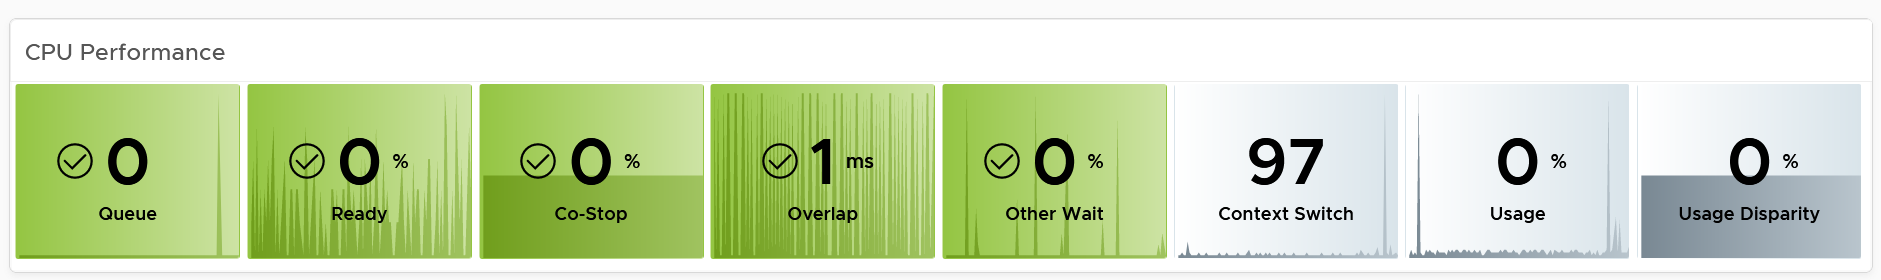 CPU Performance
0
Queue
0 %
Ready
0 %
Co-Stop
1 ms
Overlap
0 %
Other Wait
97
Context Switch
0 %
Usage
0 %
Usage Disparity